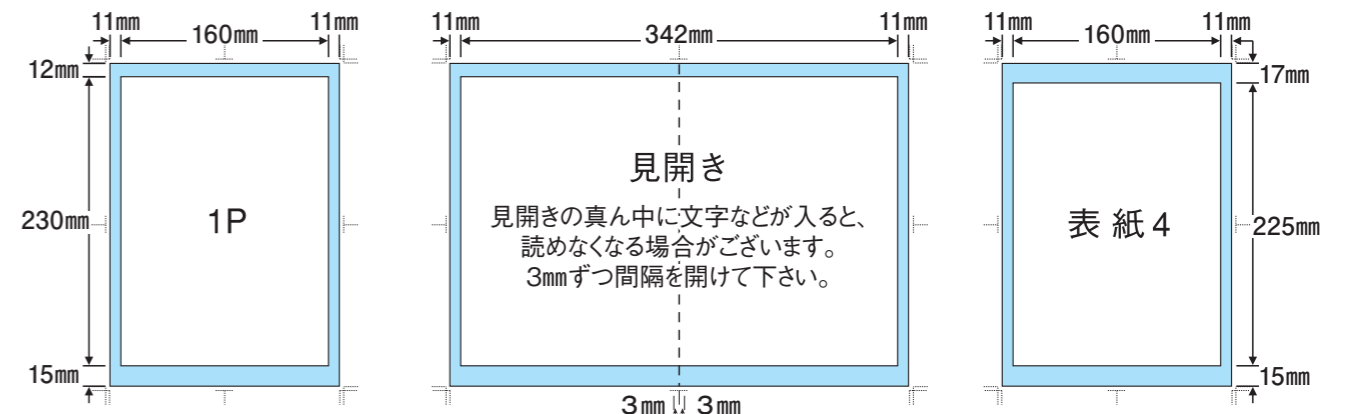 11㎜ 160㎜ 11㎜
12㎜
230㎜
15㎜
1P
11㎜ 342㎜ 11㎜
見開き
見開きの真ん中に文字などが入ると、
読めなくなる場合がございます。
3㎜ずつ間隔を開けて下さい。
3㎜ 3㎜
11㎜ 160㎜ 11㎜
17㎜
表紙4
225㎜
15㎜